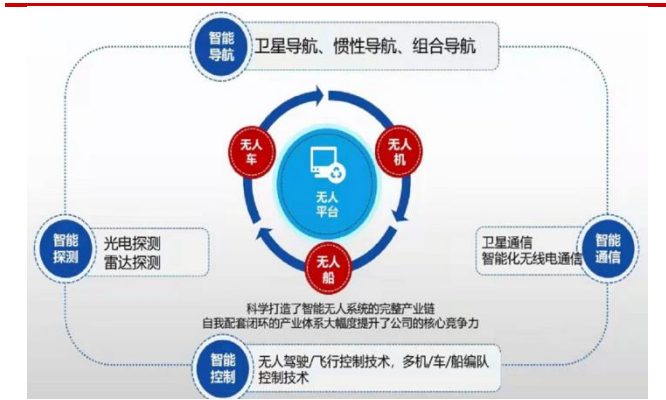 智能
导航
卫星导航、惯性导航、组合导航
无人
车
无人
机
无人
平台
无人
船
智能
探测
光电探测
雷达探测
卫星通信
智能化无线电通信
智能
通信
科学打造了智能无人系统的完整产业链
自我配套闭环的产业体系大幅度提升了公司的核心竞争力
智能
控制
无人驾驶/飞行控制技术，多机/车/船编队
控制技术